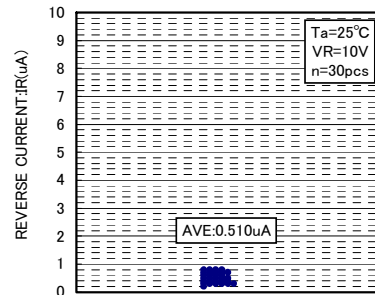 REVERSE CURRENT:IR(uA)
10
9
8
7
6
5
4
3
2
1
0
Ta=25℃
VR=10V
n=30pcs
AVE:0.510uA